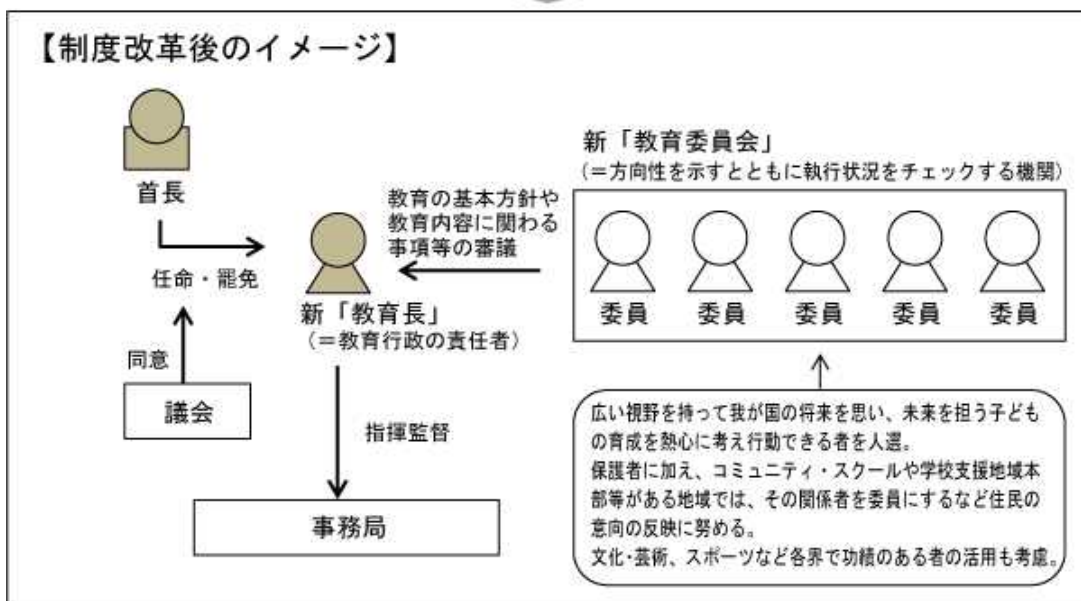 【制度改革後のイメージ】
首長
任命・罷免
同意
議会
新「教育長」
（＝教育行政の責任者）
指揮監督
事務局
教育の基本方針や
教育内容に関わる
事項等の審議
新「教育委員会」
（＝方向性を示すとともに執行状況をチェックする機関）
委員 委員 委員 委員 委員
広い視野を持って我が国の将来を思い、未来を担う子ども
の育成を熱心に考え行動できる者を人選。
保護者に加え、コミュニティ・スクールや学校支援地域本
部等がある地域では、その関係者を委員にするなど住民の
意向の反映に努める。
文化・芸術、スポーツなど各界で功績のある者の活用も考慮。